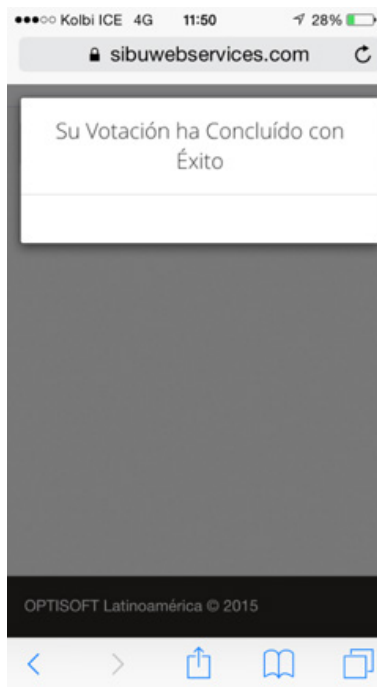 Kolbi ICE 4G 11:50 28%
sibuwebservices.com
Su Votación ha Concluído con
Éxito
OPTISOFT Latinoamérica © 2015